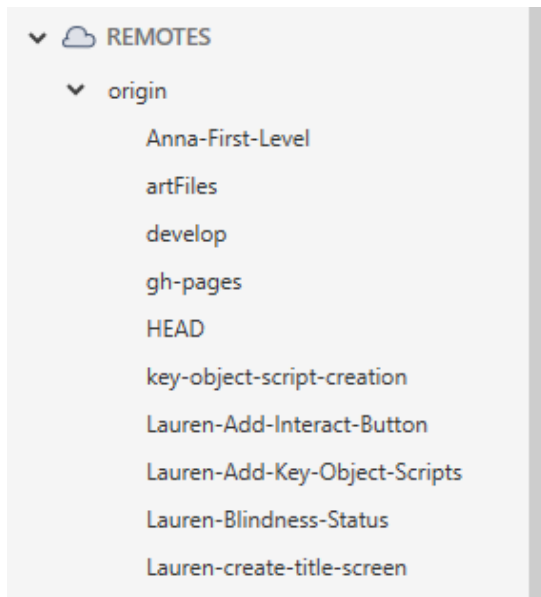 REMOTES
origin
Anna-First-Level
artFiles
develop
gh-pages
HEAD
key-object-script-creation
Lauren-Add-Interact-Button
Lauren-Add-Key-Object-Scripts
Lauren-Blindness-Status
Lauren-create-title-screen